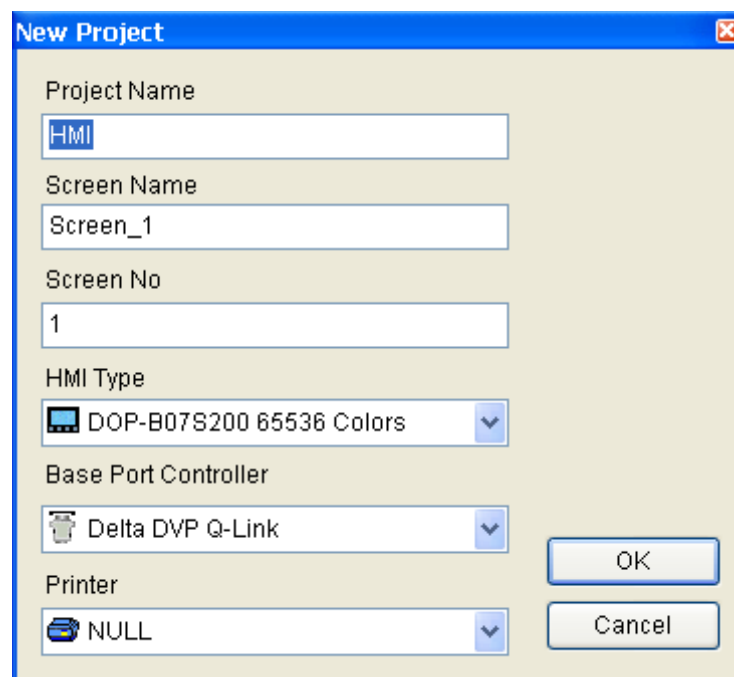 New Project
Project Name
HMI
Screen Name
Screen_1
Screen No
1
HMI Type
DOP-B07S200 65536 Colors
Base Port Controller
Delta DVP Q-Link
OK
Printer
NULL
Cancel